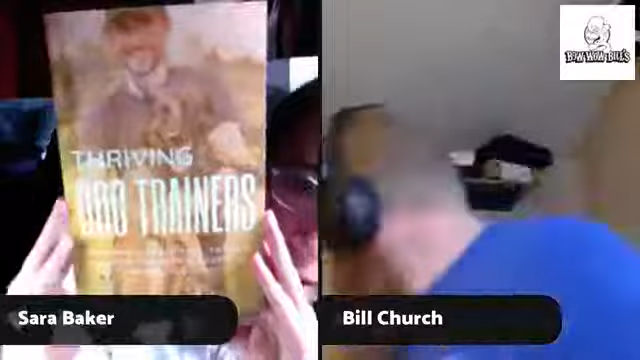 THRIVING
DOG TRAINERS
BOW WOW BILL'S
Sara Baker
Bill Church